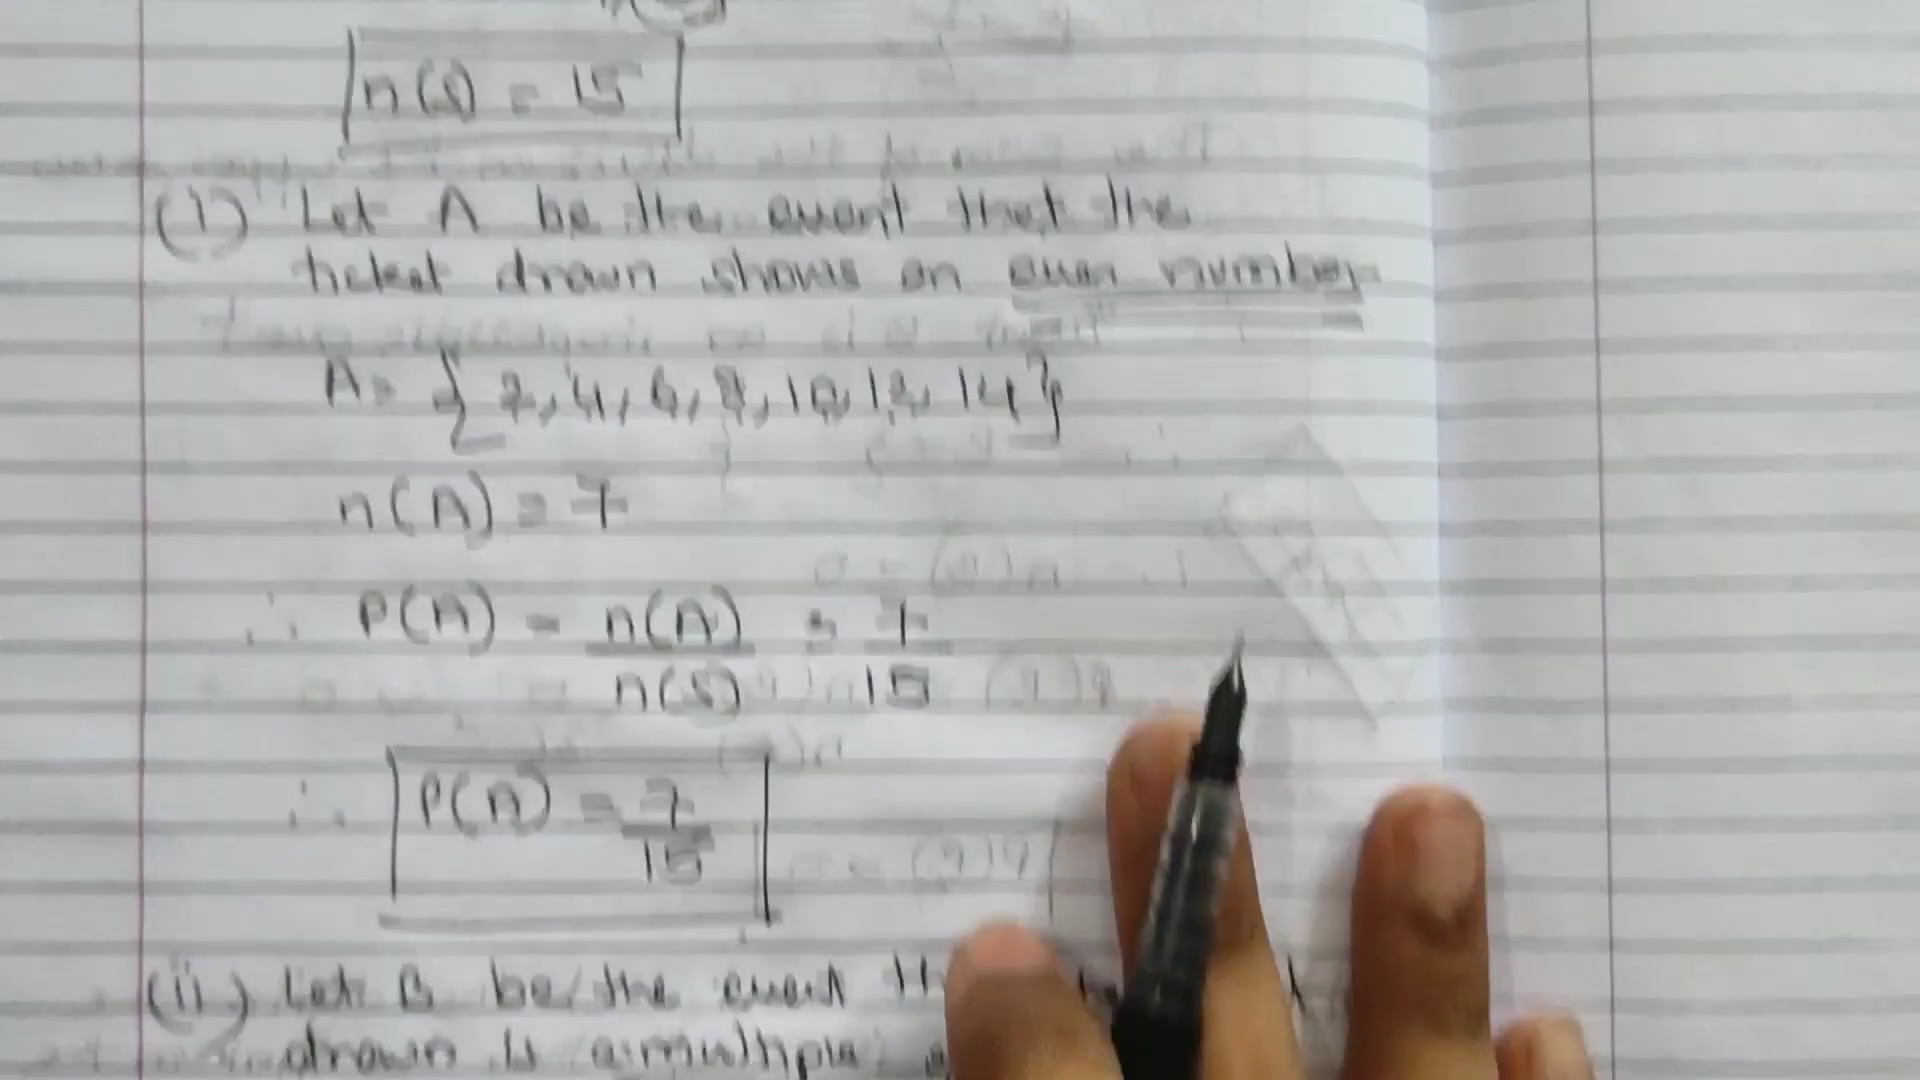 n(S) = 15
(i) Let A be the event that the
ticket drawn shows an even number.
A = { 2, 4, 6, 8, 10, 12, 14 }
n(A) = 7
∴ P(A) = n(A)/n(S) = 7/15
∴ P(A) = 7/15
(ii) Let B be the event
drawn is a multiple